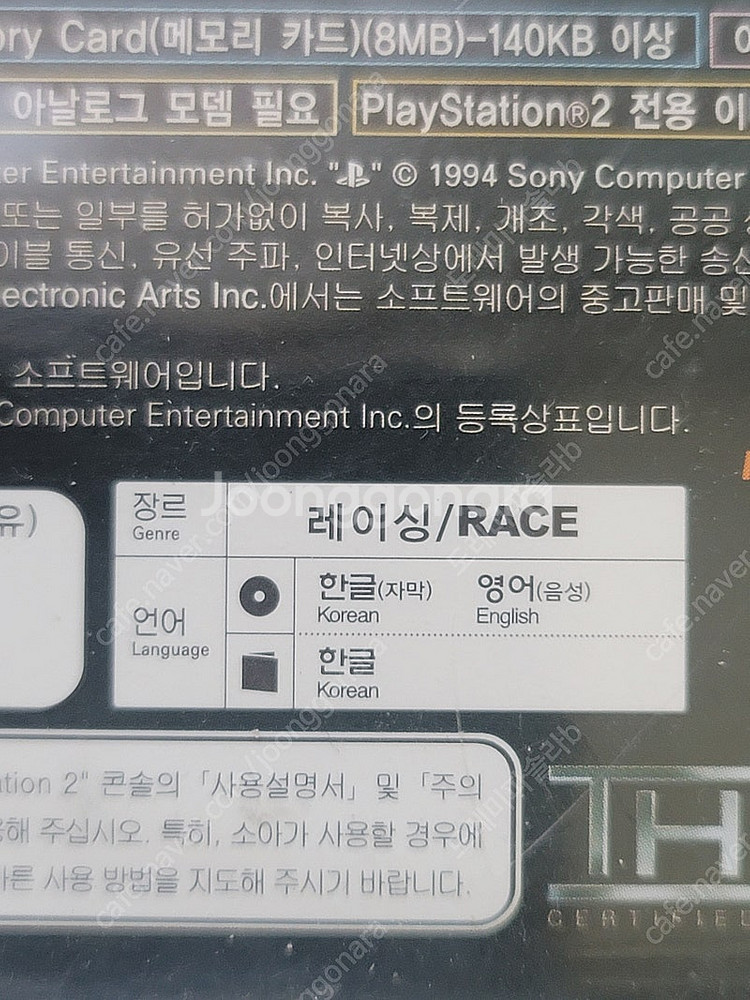 ory Card(메모리 카드)(8MB)-140KB 이상
아날로그 모뎀 필요 PlayStation®2 전용 이
er Entertainment Inc. "PS" © 1994 Sony Computer
또는 일부를 허가없이 복사, 복제, 개조, 각색, 공공
이블 통신, 유선 주파, 인터넷상에서 발생 가능한 송신
lectronic Arts Inc.에서는 소프트웨어의 중고판매 및
소프트웨어입니다.
Computer Entertainment Inc.의 등록상표입니다.
유)
장르
Genre
레이싱/RACE
언어
Language
한글(자막) 영어(음성)
Korean English
한글
Korean
ation 2" 콘솔의 「사용설명서」 및 「주의
해 주십시오. 특히, 소아가 사용할 경우에
바른 사용 방법을 지도해 주시기 바랍니다.
TH
CERTIFIE
Joonggonara
cafe.naver.com/joonggonara